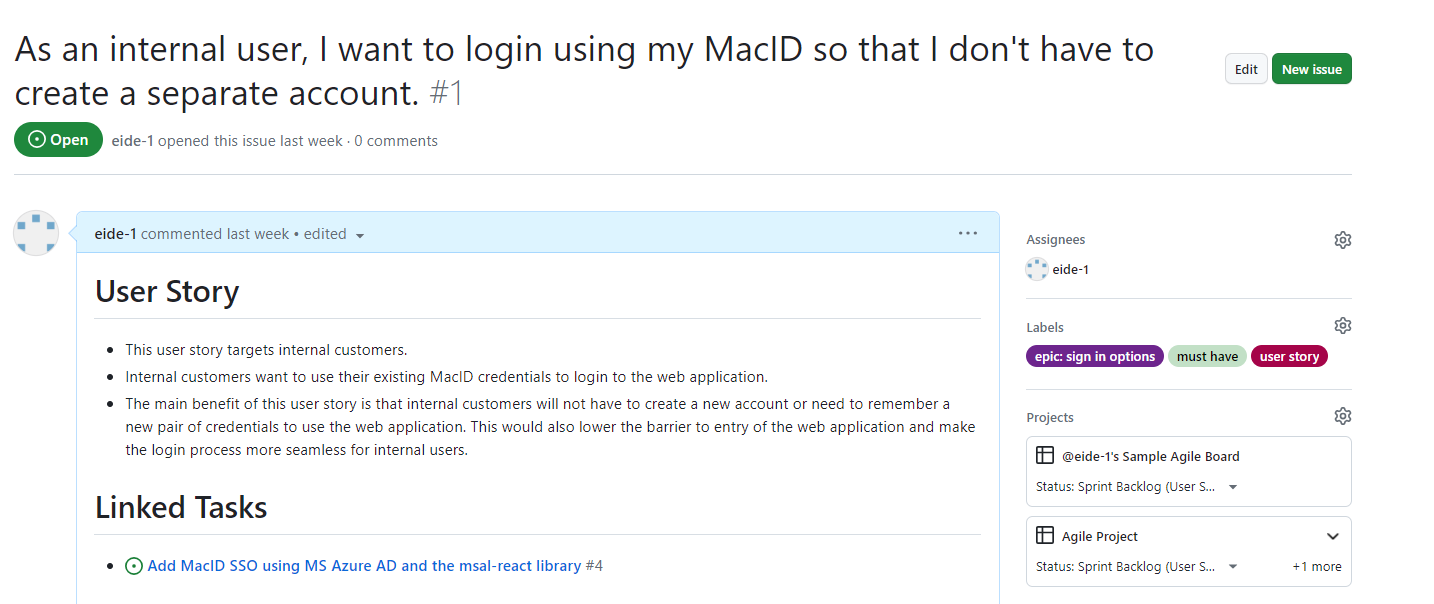 As an internal user, I want to login using my MacID so that I don't have to
create a separate account. #1
Edit
New issue
Open
eide-1 opened this issue last week · 0 comments
eide-1 commented last week • edited
User Story
This user story targets internal customers.
Internal customers want to use their existing MacID credentials to login to the web application.
The main benefit of this user story is that internal customers will not have to create a new account or need to remember a
new pair of credentials to use the web application. This would also lower the barrier to entry of the web application and make
the login process more seamless for internal users.
Linked Tasks
Add MacID SSO using MS Azure AD and the msal-react library #4
Assignees
eide-1
Labels
epic: sign in options must have user story
Projects
@eide-1's Sample Agile Board
Status: Sprint Backlog (User S...
Agile Project
Status: Sprint Backlog (User S... +1 more